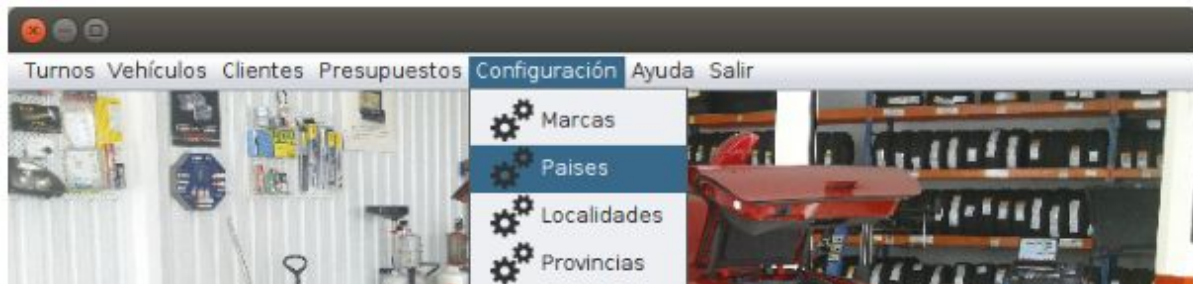 Turnos Vehículos Clientes Presupuestos Configuración Ayuda Salir
Marcas
Paises
Localidades
Provincias